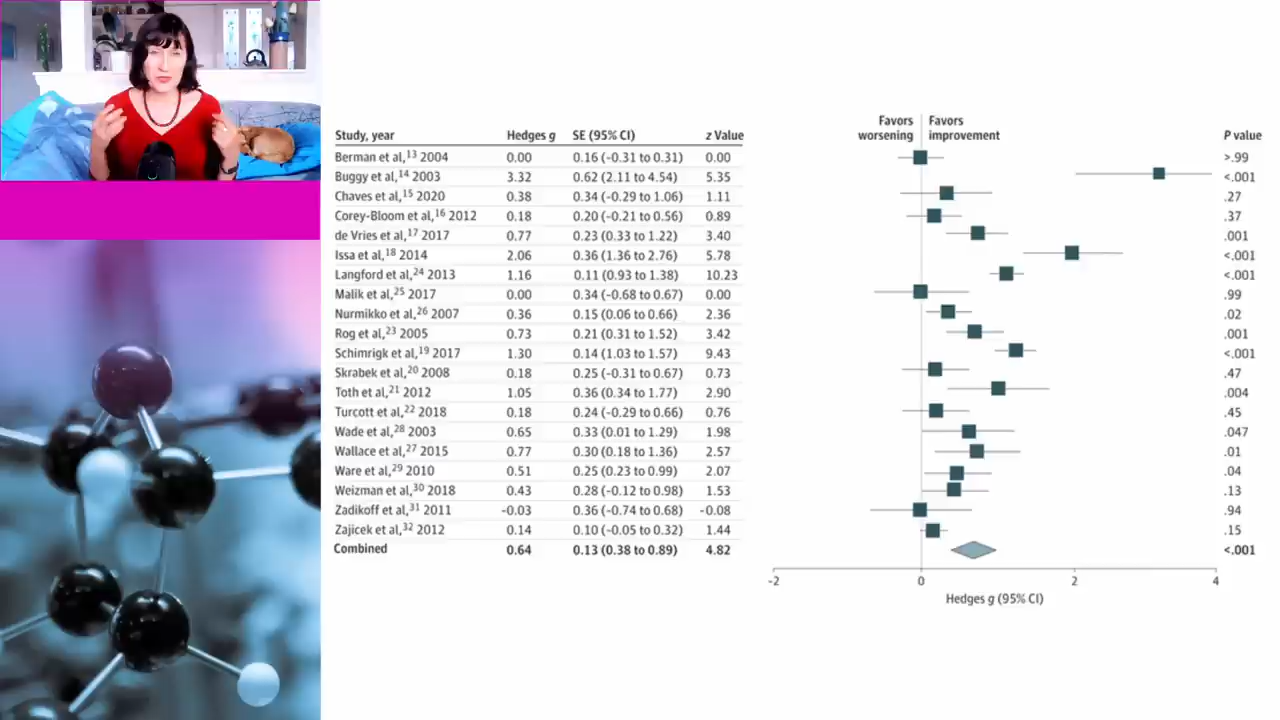 Favors Favors
worsening improvement
Study, year Hedges g SE (95% CI) z Value P value
Berman et al,13 2004 0.00 0.16 (-0.31 to 0.31) 0.00 >.99
Buggy et al,14 2003 3.32 0.62 (2.11 to 4.54) 5.35 <.001
Chaves et al,15 2020 0.38 0.34 (-0.29 to 1.06) 1.11 .27
Corey-Bloom et al,16 2012 0.18 0.20 (-0.21 to 0.56) 0.89 .37
de Vries et al,17 2017 0.77 0.23 (0.33 to 1.22) 3.40 .001
Issa et al,18 2014 2.06 0.36 (1.36 to 2.76) 5.78 <.001
Langford et al,24 2013 1.16 0.11 (0.93 to 1.38) 10.23 <.001
Malik et al,25 2017 0.00 0.34 (-0.68 to 0.67) 0.00 .99
Nurmikko et al,26 2007 0.36 0.15 (0.06 to 0.66) 2.36 .02
Rog et al,23 2005 0.73 0.21 (0.31 to 1.52) 3.42 .001
Schimrigk et al,19 2017 1.30 0.14 (1.03 to 1.57) 9.43 <.001
Skrabek et al,20 2008 0.18 0.25 (-0.31 to 0.67) 0.73 .47
Toth et al,21 2012 1.05 0.36 (0.34 to 1.77) 2.90 .004
Turcott et al,22 2018 0.18 0.24 (-0.29 to 0.66) 0.76 .45
Wade et al,28 2003 0.65 0.33 (0.01 to 1.29) 1.98 .047
Wallace et al,27 2015 0.77 0.30 (0.18 to 1.36) 2.57 .01
Ware et al,29 2010 0.51 0.25 (0.23 to 0.99) 2.07 .04
Weizman et al,30 2018 0.43 0.28 (-0.12 to 0.98) 1.53 .13
Zadikoff et al,31 2011 -0.03 0.36 (-0.74 to 0.68) -0.08 .94
Zajicek et al,32 2012 0.14 0.10 (-0.05 to 0.32) 1.44 .15
Combined 0.64 0.13 (0.38 to 0.89) 4.82 <.001
-2 0 2 4
Hedges g (95% CI)